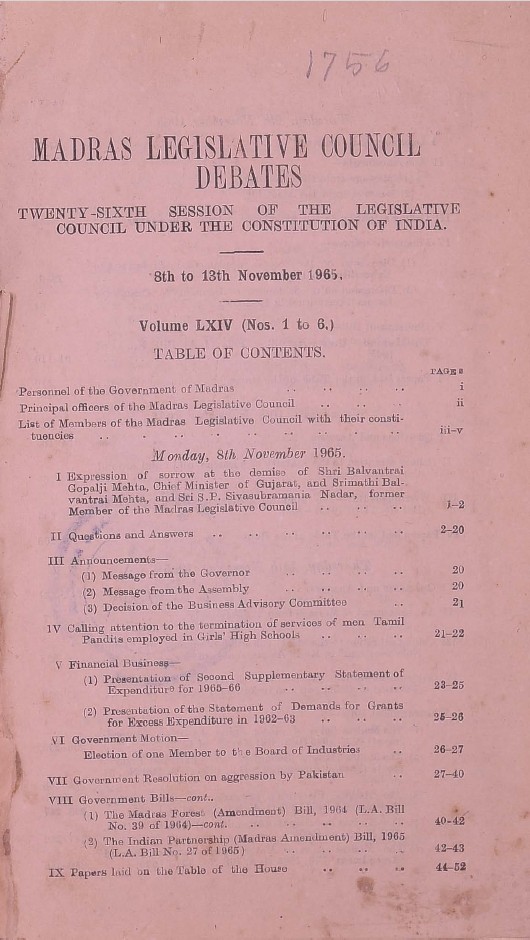 1756
MADRAS LEGISLATIVE COUNCIL
DEBATES
TWENTY-SIXTH SESSION OF THE LEGISLATIVE
COUNCIL UNDER THE CONSTITUTION OF INDIA.
8th to 13th November 1965.
Volume LXIV (Nos. 1 to 6.)
TABLE OF CONTENTS.
PAGES
Personnel of the Government of Madras .. .. .. .. i
Principal officers of the Madras Legislative Council .. .. .. ii
List of Members of the Madras Legislative Council with their consti-
tuencies .. .. .. .. .. .. .. .. iii-v
Monday, 8th November 1965.
I Expression of sorrow at the demise of Shri Balvantrai
Gopalji Mehta, Chief Minister of Gujarat, and Srimathi Bal-
vantrai Mehta, and Sri S.P. Sivasubramania Nadar, former
Member of the Madras Legislative Council .. .. .. 1-2
II Questions and Answers .. .. .. .. .. .. 2-20
III Announcements—
(1) Message from the Governor .. .. .. .. 20
(2) Message from the Assembly .. .. .. .. 20
(3) Decision of the Business Advisory Committee .. 21
IV Calling attention to the termination of services of men Tamil
Pandits employed in Girls' High Schools .. .. .. 21-22
V Financial Business—
(1) Presentation of Second Supplementary Statement of
Expenditure for 1965-66 .. .. .. .. 23-25
(2) Presentation of the Statement of Demands for Grants
for Excess Expenditure in 1962-63 .. .. .. 25-26
VI Government Motion—
Election of one Member to the Board of Industries .. 26-27
VII Government Resolution on aggression by Pakistan .. 27-40
VIII Government Bills—cont..
(1) The Madras Forest (Amendment) Bill, 1964 (L.A. Bill
No. 39 of 1964)—cont. .. .. .. .. .. 40-42
(2) The Indian Partnership (Madras Amendment) Bill, 1965
(L.A. Bill No. 27 of 1965) .. .. .. .. 42-43
IX Papers laid on the Table of the House .. .. .. 44-52